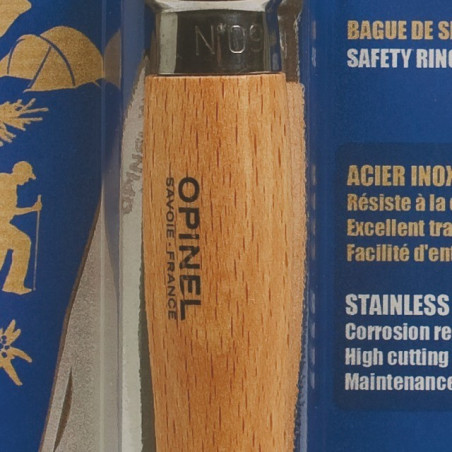 N°09
BAGUE DE S
SAFETY RING
OPINEL
SAVOIE - FRANCE
OPINEL
ACIER INOX
Résiste à la
Excellent tra
Facilité d'ent
STAINLESS
Corrosion re
High cutting
Maintenance